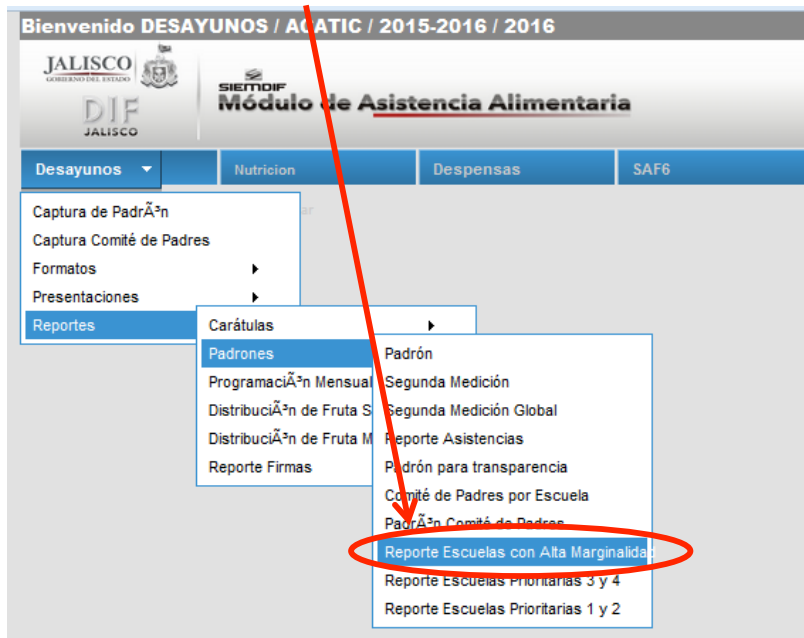 Bienvenido DESAYUNOS / ACATIC / 2015-2016 / 2016
JALISCO
GOBIERNO DEL ESTADO
DIF
JALISCO
SIEMDIF
Módulo de Asistencia Alimentaria
Desayunos
Nutricion
Despensas
SAF6
Captura de PadrÃ³n
ar
Captura Comité de Padres
Formatos
Presentaciones
Reportes
Carátulas
Padrones
ProgramaciÃ³n Mensual
DistribuciÃ³n de Fruta S
DistribuciÃ³n de Fruta M
Reporte Firmas
Padrón
Segunda Medición
Segunda Medición Global
Reporte Asistencias
Padrón para transparencia
Comité de Padres por Escuela
PadrÃ³n Comité de Padres
Reporte Escuelas con Alta Marginalidad
Reporte Escuelas Prioritarias 3 y 4
Reporte Escuelas Prioritarias 1 y 2